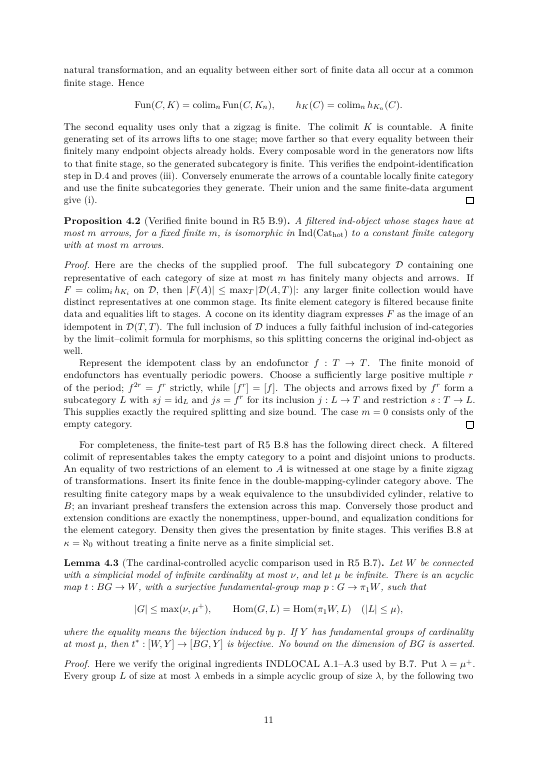 natural transformation, and an equality between either sort of finite data all occur at a common
finite stage. Hence
Fun(C, K) = colimₙ Fun(C, Kₙ),    h_K(C) = colimₙ h_{Kₙ}(C).
The second equality uses only that a zigzag is finite. The colimit K is countable. A finite
generating set of its arrows lifts to one stage; move farther so that every equality between their
finitely many endpoint objects already holds. Every composable word in the generators now lifts
to that finite stage, so the generated subcategory is finite. This verifies the endpoint-identification
step in D.4 and proves (iii). Conversely enumerate the arrows of a countable locally finite category
and use the finite subcategories they generate. Their union and the same finite-data argument
give (i). □
Proposition 4.2 (Verified finite bound in R5 B.9). A filtered ind-object whose stages have at
most m arrows, for a fixed finite m, is isomorphic in Ind(Cat_hot) to a constant finite category
with at most m arrows.
Proof. Here are the checks of the supplied proof. The full subcategory 𝒟 containing one
representative of each category of size at most m has finitely many objects and arrows. If
F = colimᵢ h_{Kᵢ} on 𝒟, then |F(A)| ≤ max_T |𝒟(A, T)|: any larger finite collection would have
distinct representatives at one common stage. Its finite element category is filtered because finite
data and equalities lift to stages. A cocone on its identity diagram expresses F as the image of an
idempotent in 𝒟(T, T). The full inclusion of 𝒟 induces a fully faithful inclusion of ind-categories
by the limit–colimit formula for morphisms, so this splitting concerns the original ind-object as
well.
Represent the idempotent class by an endofunctor f : T → T. The finite monoid of
endofunctors has eventually periodic powers. Choose a sufficiently large positive multiple r
of the period; f²ʳ = fʳ strictly, while [fʳ] = [f]. The objects and arrows fixed by fʳ form a
subcategory L with sj = id_L and js = fʳ for its inclusion j : L → T and restriction s : T → L.
This supplies exactly the required splitting and size bound. The case m = 0 consists only of the
empty category. □
For completeness, the finite-test part of R5 B.8 has the following direct check. A filtered
colimit of representables takes the empty category to a point and disjoint unions to products.
An equality of two restrictions of an element to A is witnessed at one stage by a finite zigzag
of transformations. Insert its finite fence in the double-mapping-cylinder category above. The
resulting finite category maps by a weak equivalence to the unsubdivided cylinder, relative to
B; an invariant presheaf transfers the extension across this map. Conversely those product and
extension conditions are exactly the nonemptiness, upper-bound, and equalization conditions for
the element category. Density then gives the presentation by finite stages. This verifies B.8 at
κ = ℵ₀ without treating a finite nerve as a finite simplicial set.
Lemma 4.3 (The cardinal-controlled acyclic comparison used in R5 B.7). Let W be connected
with a simplicial model of infinite cardinality at most ν, and let μ be infinite. There is an acyclic
map t : BG → W, with a surjective fundamental-group map p : G → π₁W, such that
|G| ≤ max(ν, μ⁺),    Hom(G, L) = Hom(π₁W, L)    (|L| ≤ μ),
where the equality means the bijection induced by p. If Y has fundamental groups of cardinality
at most μ, then t* : [W, Y] → [BG, Y] is bijective. No bound on the dimension of BG is asserted.
Proof. Here we verify the original ingredients INDLOCAL A.1–A.3 used by B.7. Put λ = μ⁺.
Every group L of size at most λ embeds in a simple acyclic group of size λ, by the following two
11